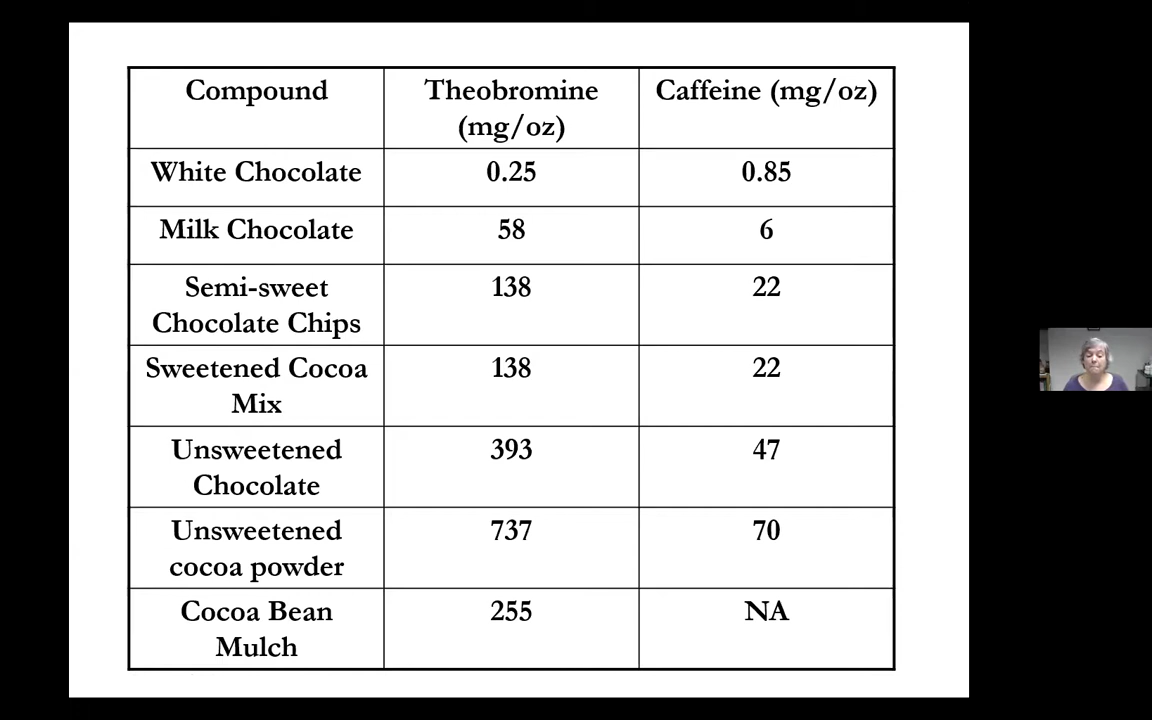 Compound Theobromine Caffeine (mg/oz)
(mg/oz)
White Chocolate 0.25 0.85
Milk Chocolate 58 6
Semi-sweet 138 22
Chocolate Chips
Sweetened Cocoa 138 22
Mix
Unsweetened 393 47
Chocolate
Unsweetened 737 70
cocoa powder
Cocoa Bean 255 NA
Mulch